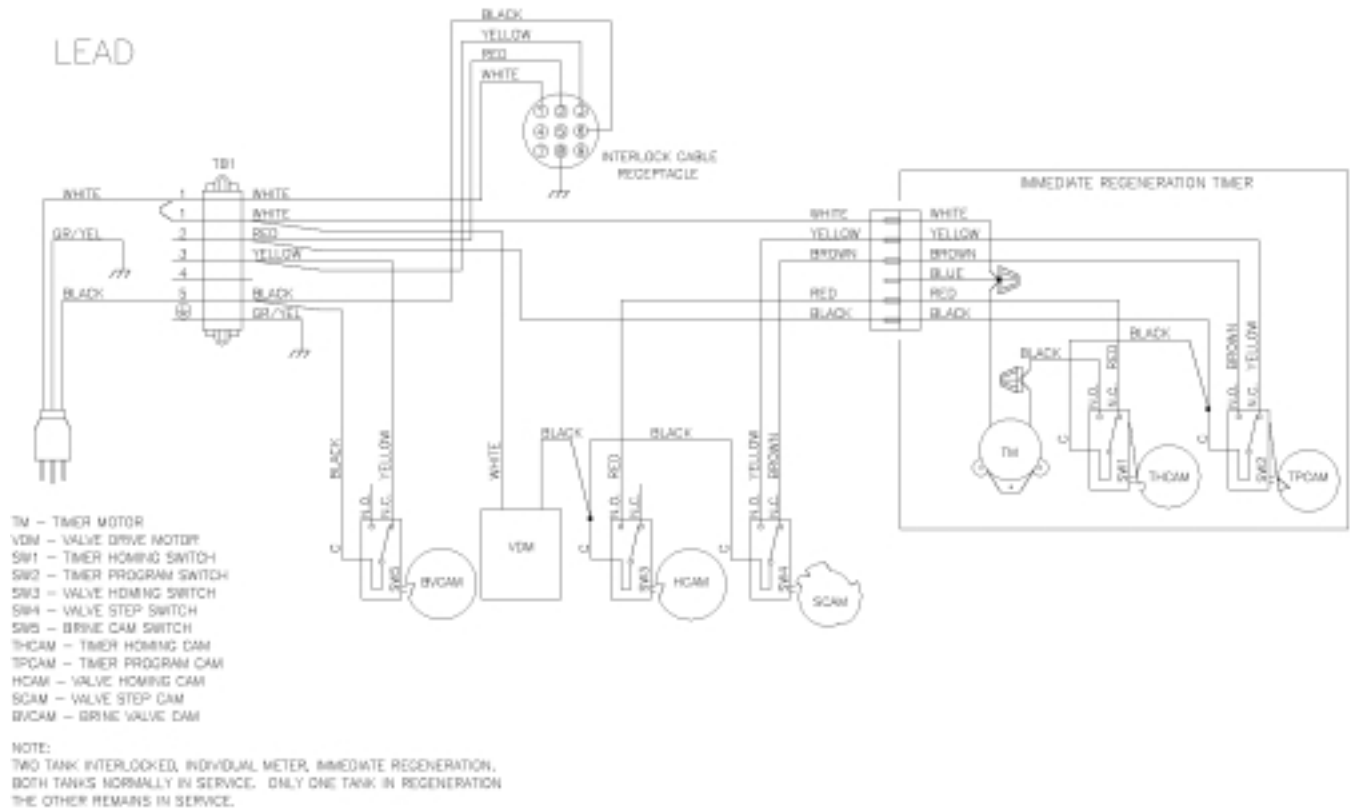 LEAD
BLACK
YELLOW
RED
WHITE
1 2 3
4 5 6
7 8 9
INTERLOCK CABLE
RECEPTACLE
TB1
WHITE 1 WHITE
1 WHITE
GR/YEL 2 RED
3 YELLOW
4
BLACK 5 BLACK
GR/YEL
IMMEDIATE REGENERATION TIMER
WHITE WHITE
YELLOW YELLOW
BROWN BROWN
BLUE
RED RED
BLACK BLACK
BLACK
BLACK
N.O.
N.C. RED
BROWN
YELLOW
N.O.
N.C.
C
SW1
C
SW2
TM
THCAM
TPCAM
BLACK
YELLOW
WHITE
BLACK
RED
BLACK
YELLOW
BROWN
N.O.
N.C.
N.O.
N.C.
N.O.
N.C.
C
SW5
BVCAM
VDM
C
SW3
HCAM
C
SW4
SCAM
TM – TIMER MOTOR
VDM – VALVE DRIVE MOTOR
SW1 – TIMER HOMING SWITCH
SW2 – TIMER PROGRAM SWITCH
SW3 – VALVE HOMING SWITCH
SW4 – VALVE STEP SWITCH
SW5 – BRINE CAM SWITCH
THCAM – TIMER HOMING CAM
TPCAM – TIMER PROGRAM CAM
HCAM – VALVE HOMING CAM
SCAM – VALVE STEP CAM
BVCAM – BRINE VALVE CAM
NOTE:
TWO TANK INTERLOCKED, INDIVIDUAL METER, IMMEDIATE REGENERATION.
BOTH TANKS NORMALLY IN SERVICE. ONLY ONE TANK IN REGENERATION
THE OTHER REMAINS IN SERVICE.